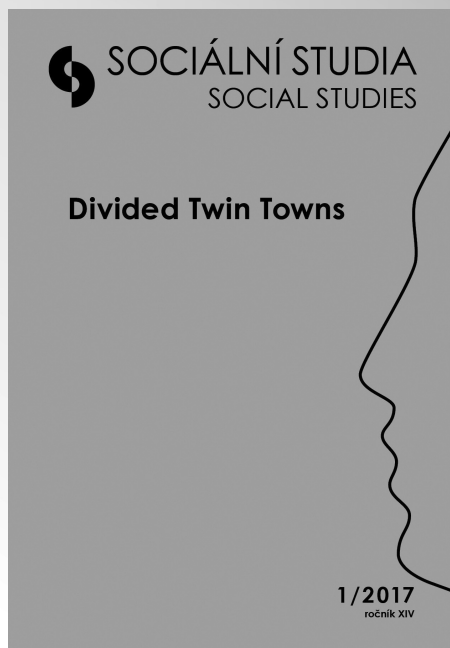 SOCIÁLNÍ STUDIA
SOCIAL STUDIES
Divided Twin Towns
1/2017
ročník XIV